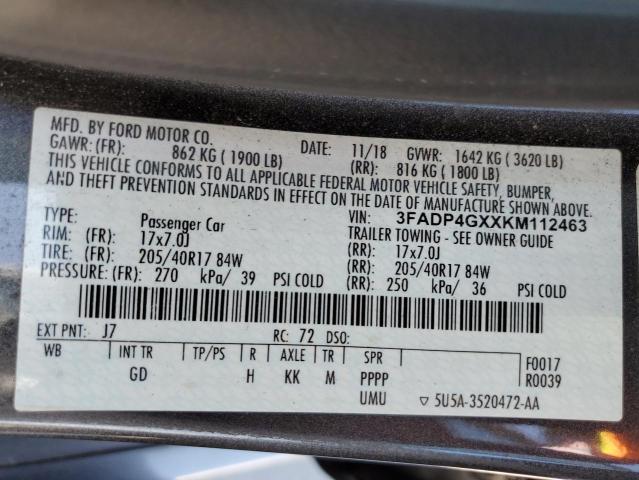 MFD. BY FORD MOTOR CO.
DATE: 11/18 GVWR: 1642 KG ( 3620 LB)
GAWR: (FR): 862 KG ( 1900 LB) (RR): 816 KG ( 1800 LB)
THIS VEHICLE CONFORMS TO ALL APPLICABLE FEDERAL MOTOR VEHICLE SAFETY, BUMPER,
AND THEFT PREVENTION STANDARDS IN EFFECT ON THE DATE OF MANUFACTURE SHOWN ABOVE.
VIN: 3FADP4GXXKM112463
TYPE: Passenger Car TRAILER TOWING - SEE OWNER GUIDE
RIM: (FR): 17x7.0J (RR): 17x7.0J
TIRE: (FR): 205/40R17 84W (RR): 205/40R17 84W
PRESSURE: (FR): 270 kPa/ 39 PSI COLD (RR): 250 kPa/ 36 PSI COLD
EXT PNT: J7 RC: 72 DSO:
WB INT TR TP/PS R AXLE TR SPR F0017
GD H KK M PPPP R0039
UMU ▽ 5U5A-3520472-AA